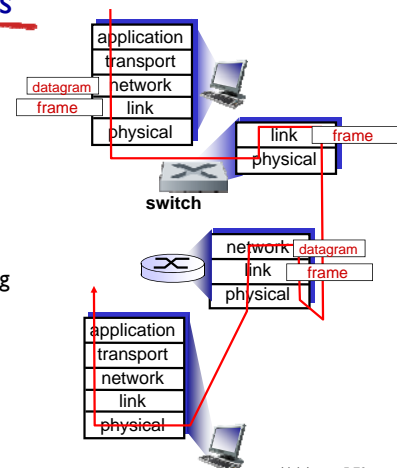 s
application
transport
datagram network
frame link
physical
link frame
physical
switch
network datagram
link frame
physical
g
application
transport
network
link
physical